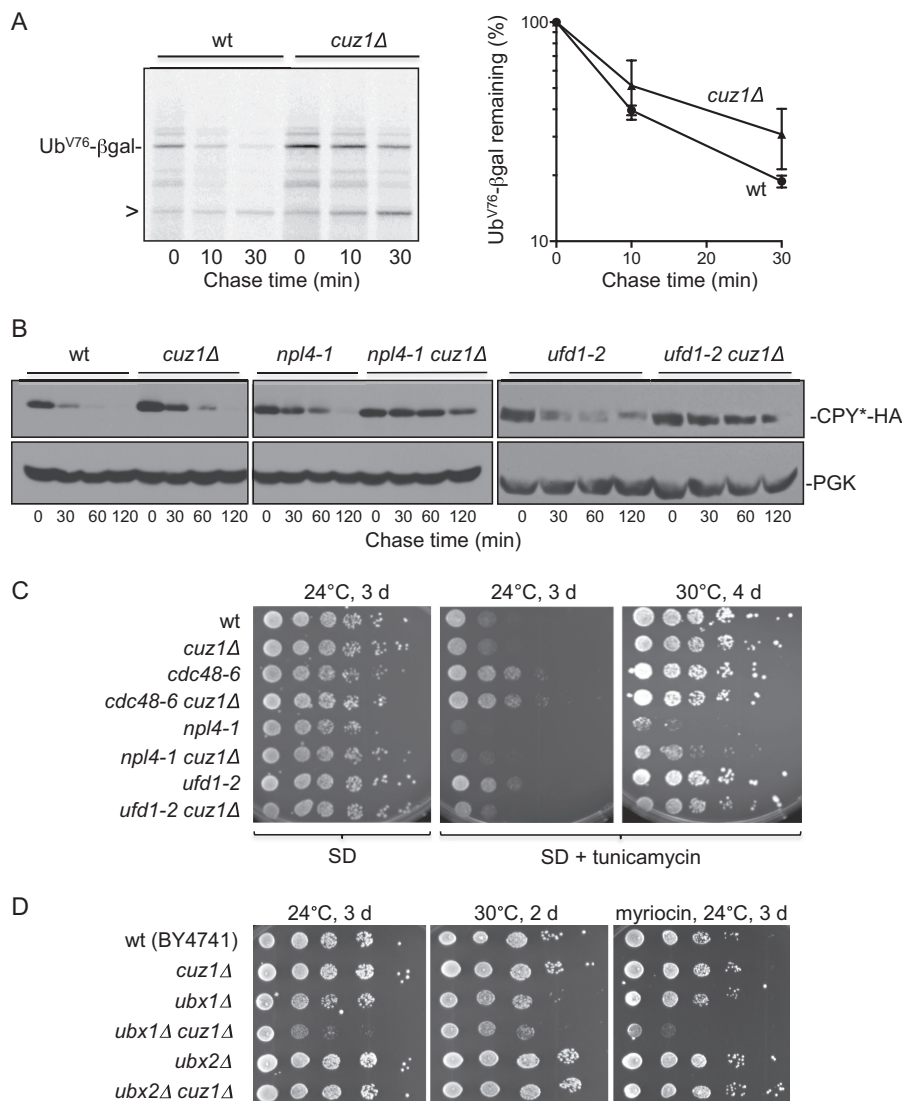 A
wt cuz1Δ
Ub^V76-βgal-
>
0 10 30 0 10 30
Chase time (min)
Ub^V76-βgal remaining (%)
100
10
cuz1Δ
wt
0 10 20 30
Chase time (min)
B
wt cuz1Δ npl4-1 npl4-1 cuz1Δ ufd1-2 ufd1-2 cuz1Δ
-CPY*-HA
-PGK
0 30 60 120 0 30 60 120 0 30 60 120 0 30 60 120 0 30 60 120 0 30 60 120
Chase time (min)
C
24°C, 3 d 24°C, 3 d 30°C, 4 d
wt
cuz1Δ
cdc48-6
cdc48-6 cuz1Δ
npl4-1
npl4-1 cuz1Δ
ufd1-2
ufd1-2 cuz1Δ
SD SD + tunicamycin
D
24°C, 3 d 30°C, 2 d myriocin, 24°C, 3 d
wt (BY4741)
cuz1Δ
ubx1Δ
ubx1Δ cuz1Δ
ubx2Δ
ubx2Δ cuz1Δ